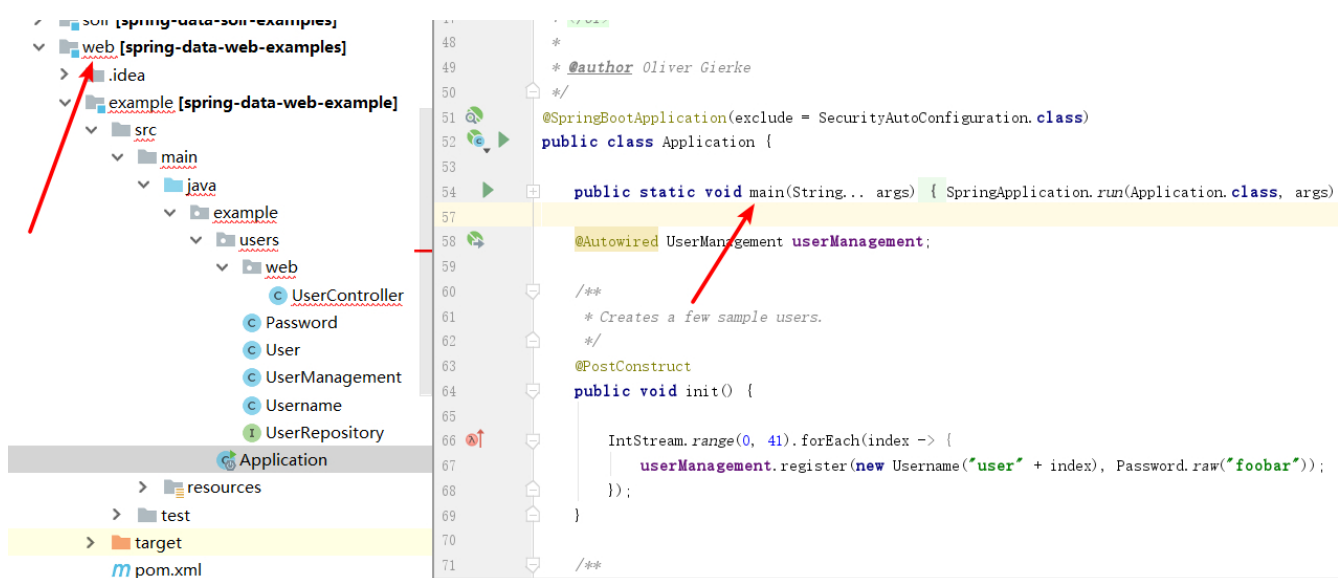 solr [spring-data-solr-examples]
web [spring-data-web-examples]
.idea
example [spring-data-web-example]
src
main
java
example
users
web
UserController
Password
User
UserManagement
Username
UserRepository
Application
resources
test
target
pom.xml
47 * </ol>
48 *
49 * @author Oliver Gierke
50 */
51 @SpringBootApplication(exclude = SecurityAutoConfiguration.class)
52 public class Application {
53
54 public static void main(String... args) { SpringApplication.run(Application.class, args)
57
58 @Autowired UserManagement userManagement;
59
60 /**
61 * Creates a few sample users.
62 */
63 @PostConstruct
64 public void init() {
65
66 IntStream.range(0, 41).forEach(index -> {
67 userManagement.register(new Username("user" + index), Password.raw("foobar"));
68 });
69 }
70
71 /**